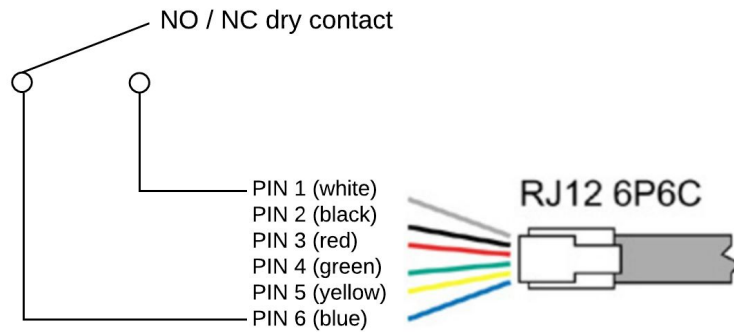 NO / NC dry contact
PIN 1 (white)
PIN 2 (black)
PIN 3 (red)
PIN 4 (green)
PIN 5 (yellow)
PIN 6 (blue)
RJ12 6P6C